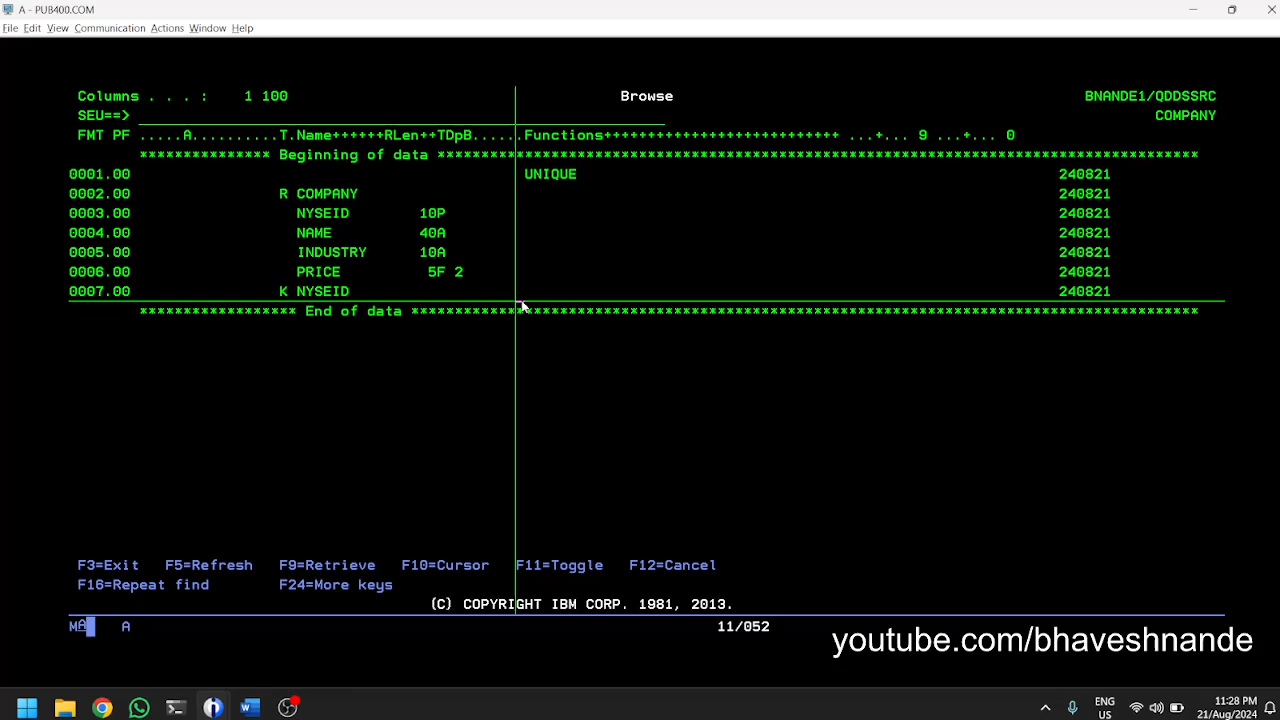 A - PUB400.COM
File Edit View Communication Actions Window Help
Columns . . . :    1 100                    Browse                    BNANDE1/QDDSSRC
SEU==>                    COMPANY
FMT PF .....A..........T.Name++++++RLen++TDpB......Functions+++++++++++++++++++++++++++ ...+... 9 ...+... 0
*************** Beginning of data ***************************************************************************************
0001.00                    UNIQUE                    240821
0002.00                 R COMPANY                    240821
0003.00                   NYSEID        10P                    240821
0004.00                   NAME          40A                    240821
0005.00                   INDUSTRY      10A                    240821
0006.00                   PRICE          5F 2                    240821
0007.00                 K NYSEID                    240821
****************** End of data ******************************************************************************************
F3=Exit   F5=Refresh   F9=Retrieve   F10=Cursor   F11=Toggle   F12=Cancel
F16=Repeat find        F24=More keys
(C) COPYRIGHT IBM CORP. 1981, 2013.
MA    A                    11/052
youtube.com/bhaveshnande
ENG
US
11:28 PM
21/Aug/2024